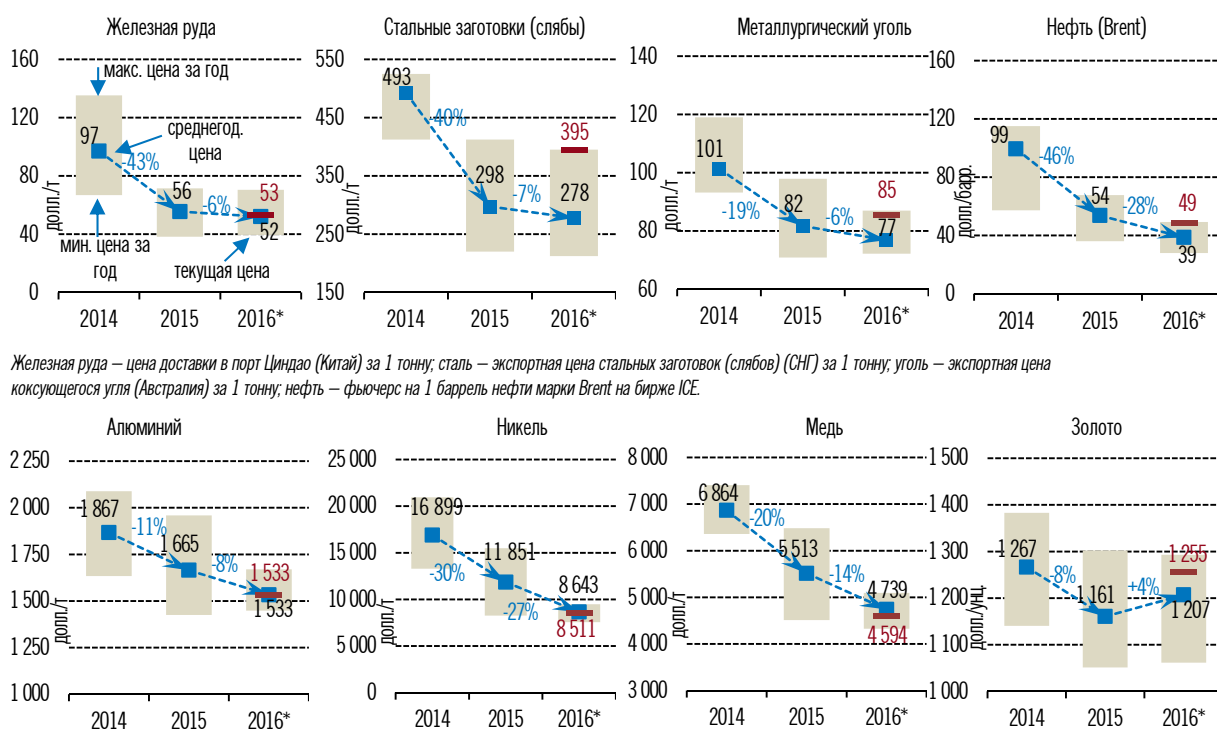 Железная руда
160
120
80
40
0
долл./т
макс. цена за год
среднегод.
цена
мин. цена за
год
текущая цена
97
-43%
56
-6%
53
52
2014 2015 2016*
Стальные заготовки (слябы)
550
450
350
250
150
долл./т
493
-40%
298
-7%
395
278
2014 2015 2016*
Металлургический уголь
140
120
100
80
60
долл./т
101
-19%
82
-6%
85
77
2014 2015 2016*
Нефть (Brent)
160
120
80
40
0
долл./барр.
99
-46%
54
-28%
49
39
2014 2015 2016*
Железная руда — цена доставки в порт Циндао (Китай) за 1 тонну; сталь — экспортная цена стальных заготовок (слябов) (СНГ) за 1 тонну; уголь — экспортная цена
коксующегося угля (Австралия) за 1 тонну; нефть — фьючерс на 1 баррель нефти марки Brent на бирже ICE.
Алюминий
2 250
2 000
1 750
1 500
1 250
1 000
долл./т
1 867
-11%
1 665
-8%
1 533
1 533
2014 2015 2016*
Никель
25 000
20 000
15 000
10 000
5 000
0
долл./т
16 899
-30%
11 851
-27%
8 643
8 511
2014 2015 2016*
Медь
8 000
7 000
6 000
5 000
4 000
3 000
долл./т
6 864
-20%
5 513
-14%
4 739
4 594
2014 2015 2016*
Золото
1 500
1 400
1 300
1 200
1 100
1 000
долл./унц.
1 267
-8%
1 161
+4%
1 255
1 207
2014 2015 2016*